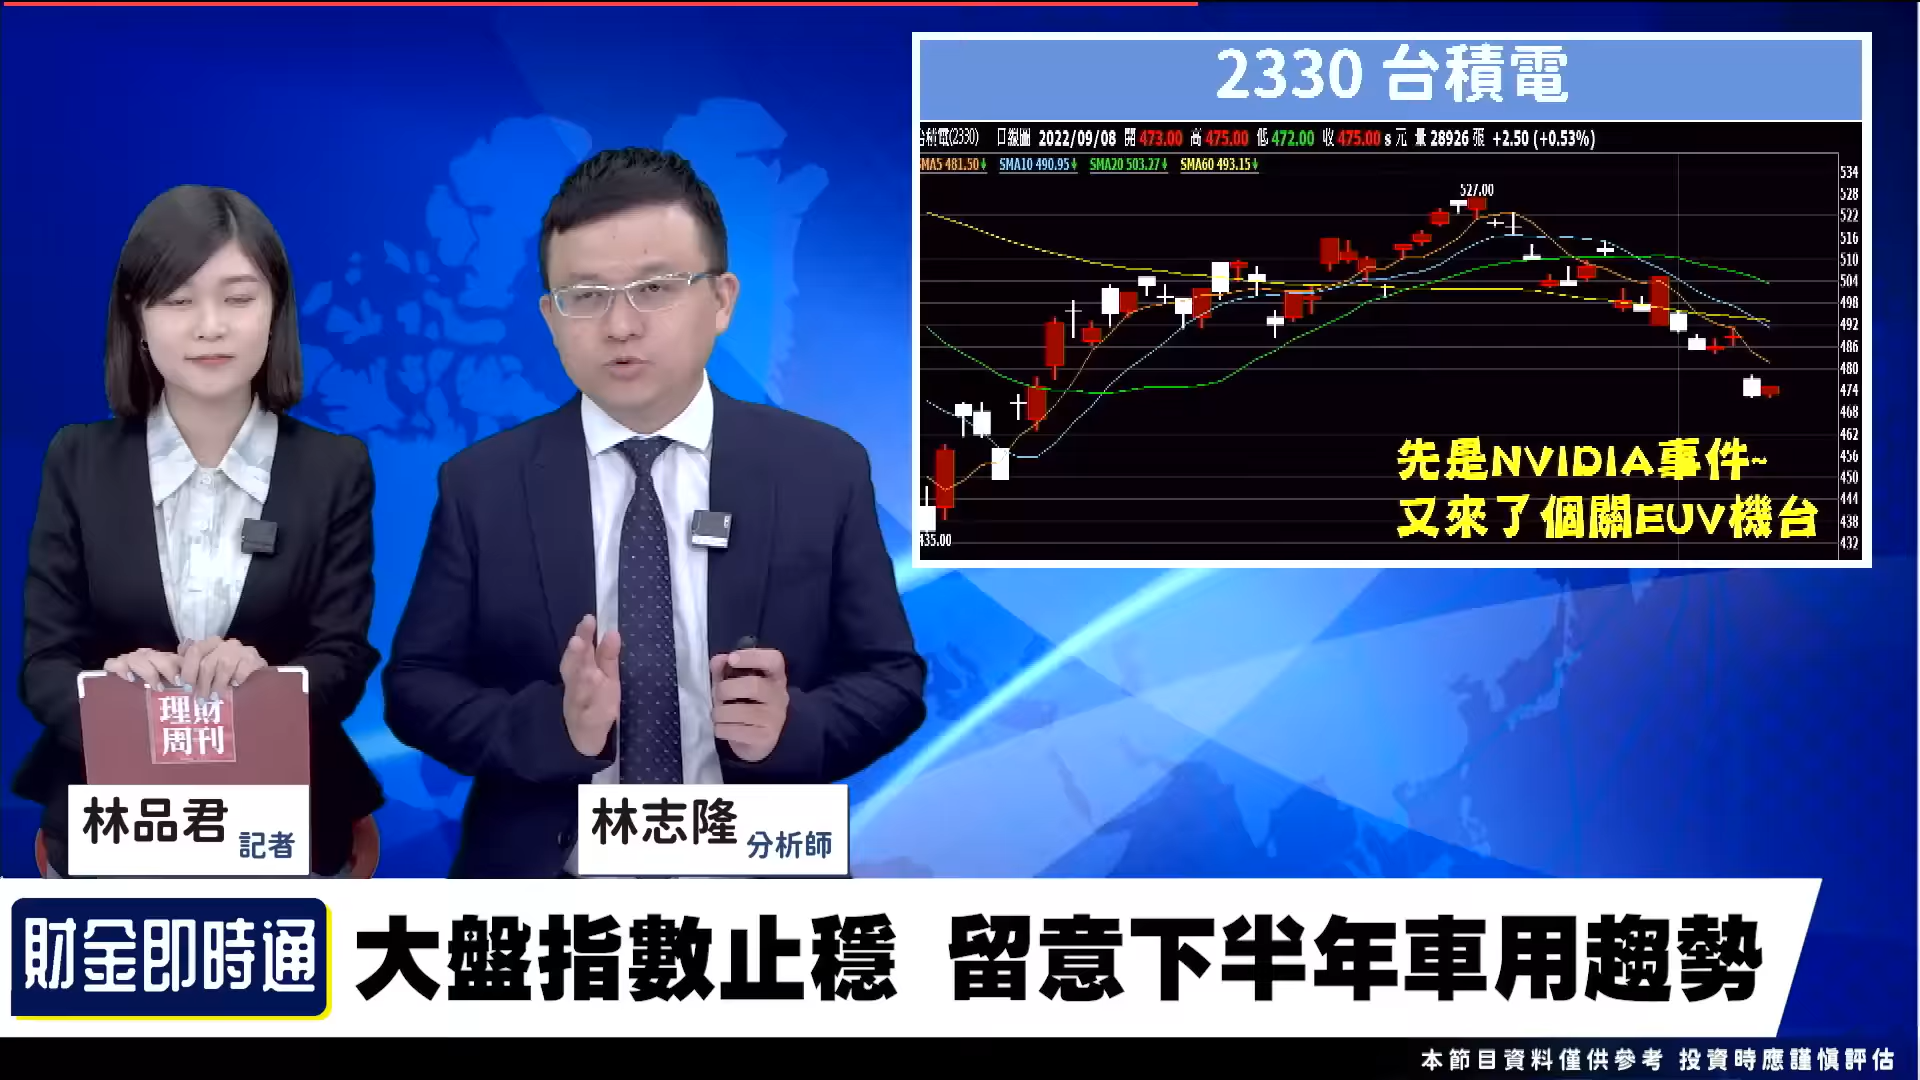 2330 台積電
台積電(2330) 日線圖 2022/09/08 開 473.00 高 475.00 低 472.00 收 475.00 s 元 量 28926 張 +2.50 (+0.53%)
SMA5 481.50↓ SMA10 490.95↓ SMA20 503.27↓ SMA60 493.15↓
527.00
534
528
522
516
510
504
498
492
486
480
474
468
462
456
450
444
438
432
435.00
先是NVIDIA事件~
又來了個關EUV機台
理財
周刊
林品君 記者
林志隆 分析師
財金即時通
大盤指數止穩 留意下半年車用趨勢
本節目資料僅供參考 投資時應謹慎評估